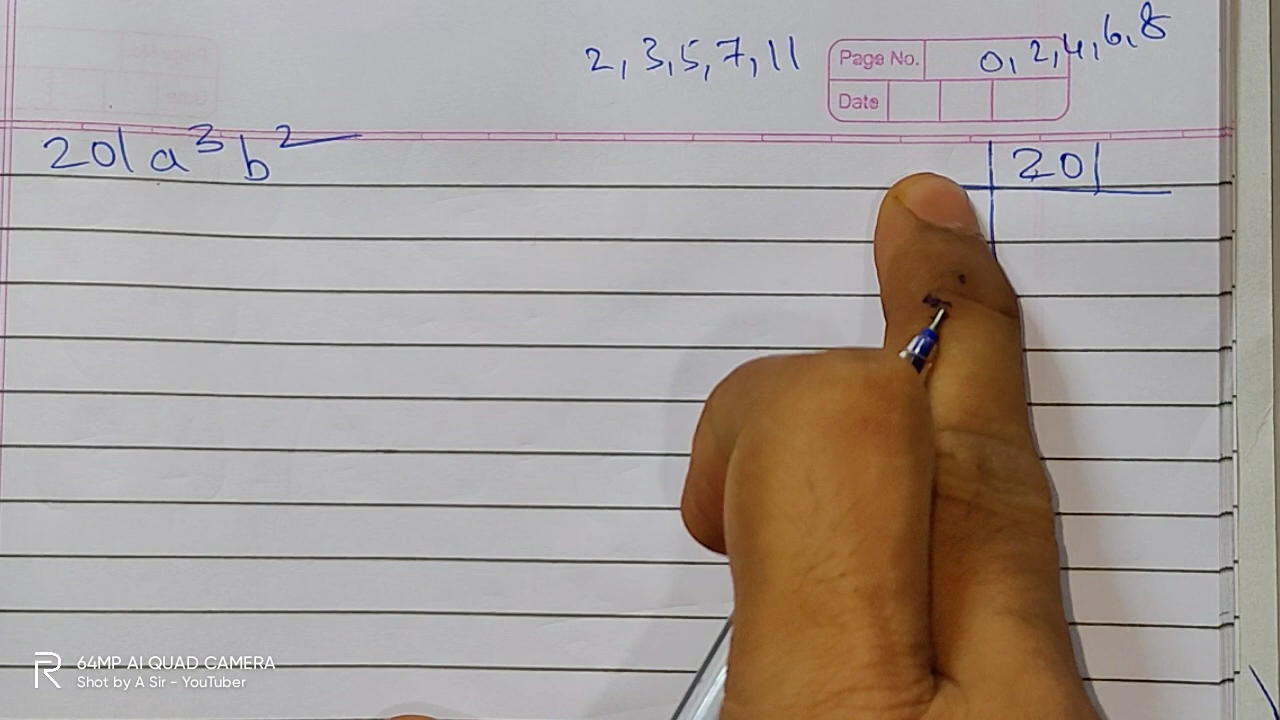 2, 3, 5, 7, 11
0, 2, 4, 6, 8
Page No.
Date
201 a³ b²
201
64MP AI QUAD CAMERA
Shot by A Sir - YouTuber